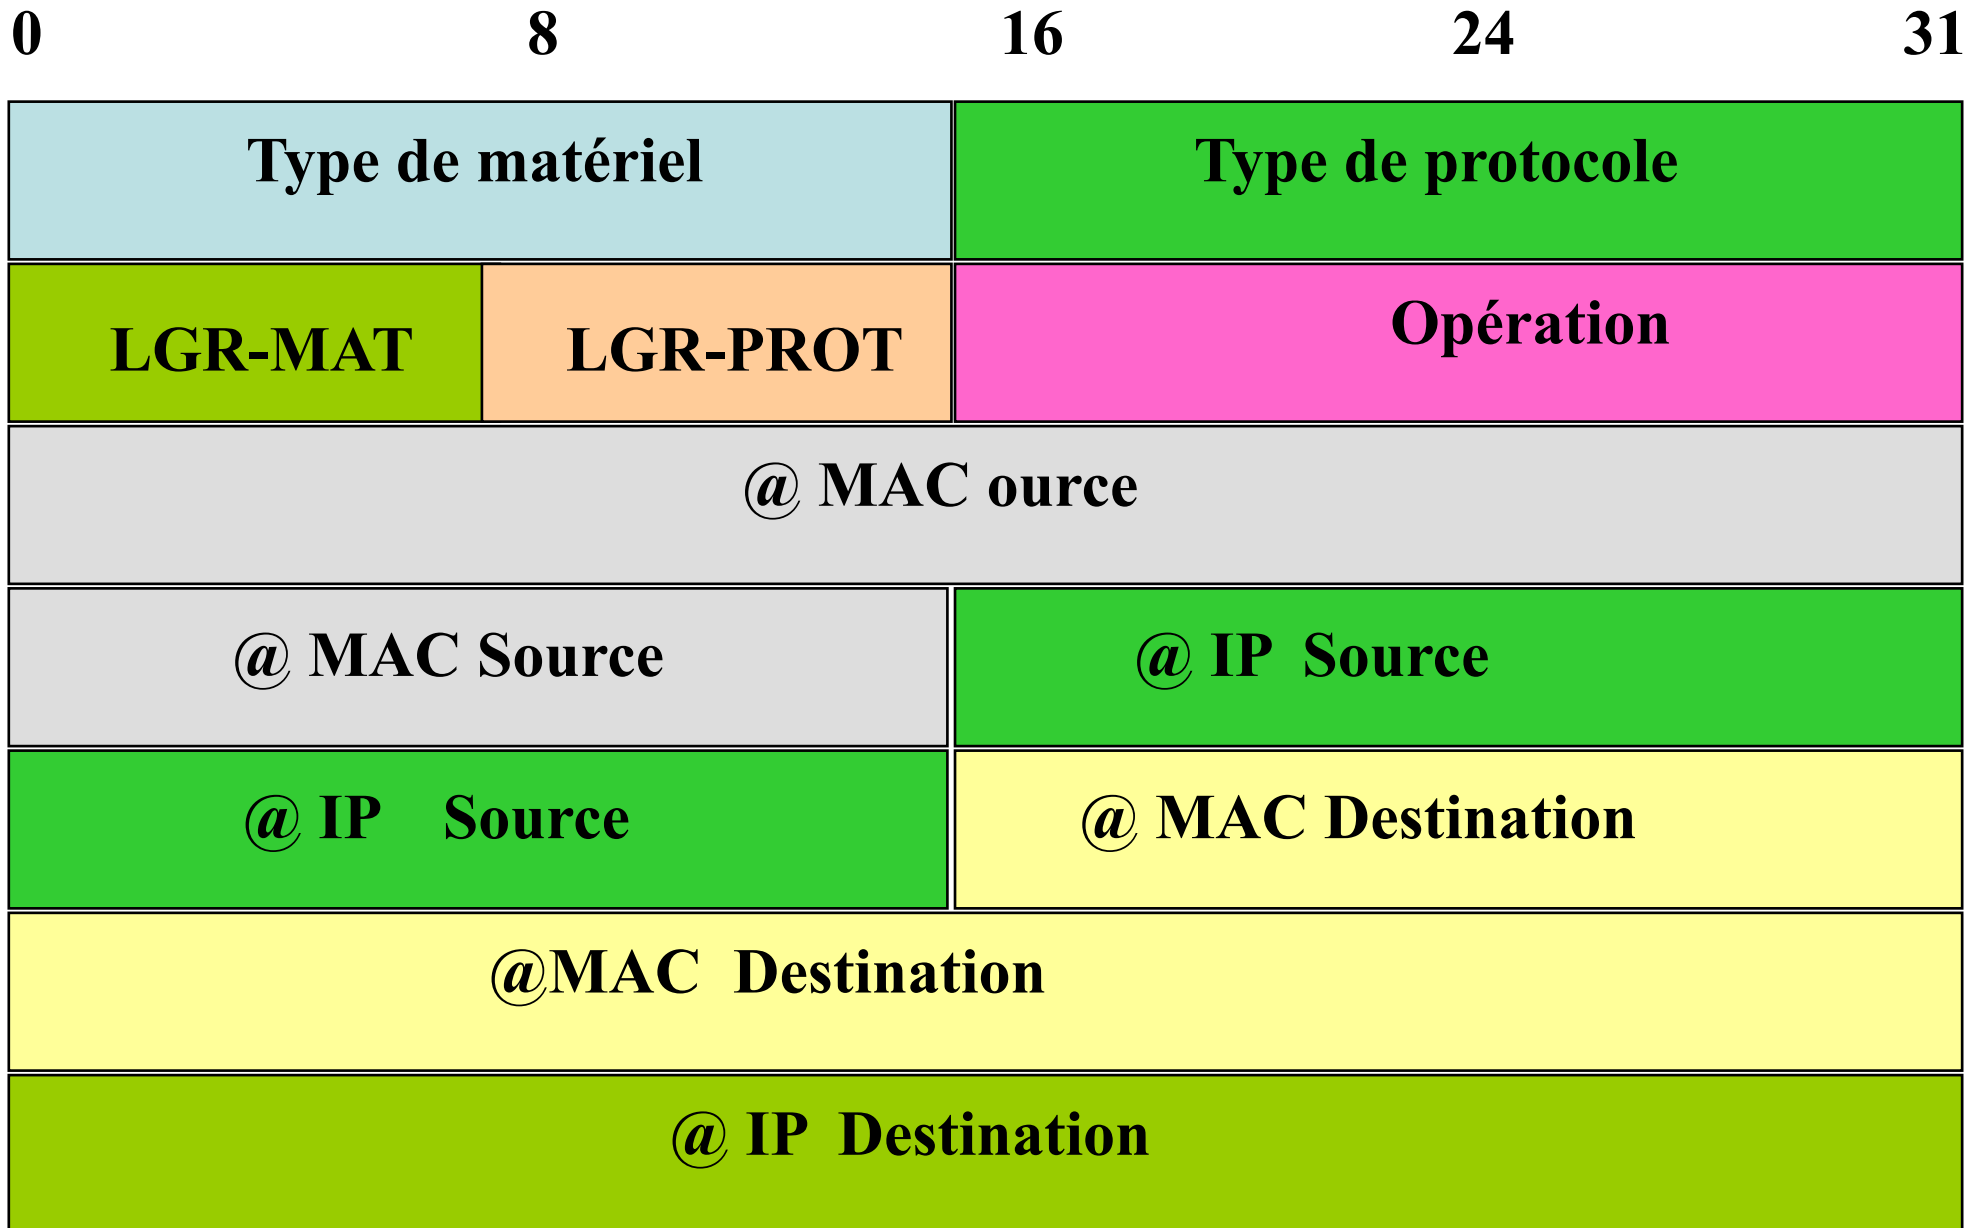 0 8 16 24 31
Type de matériel Type de protocole
LGR-MAT LGR-PROT Opération
@ MAC ource
@ MAC Source @ IP Source
@ IP Source @ MAC Destination
@MAC Destination
@ IP Destination